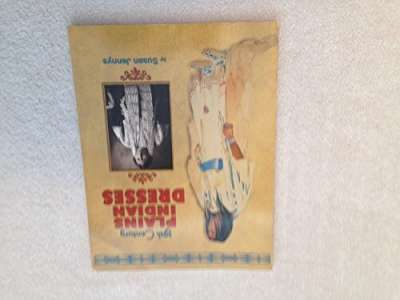 19th Century
PLAINS
INDIAN
DRESSES
by Susan Jennys